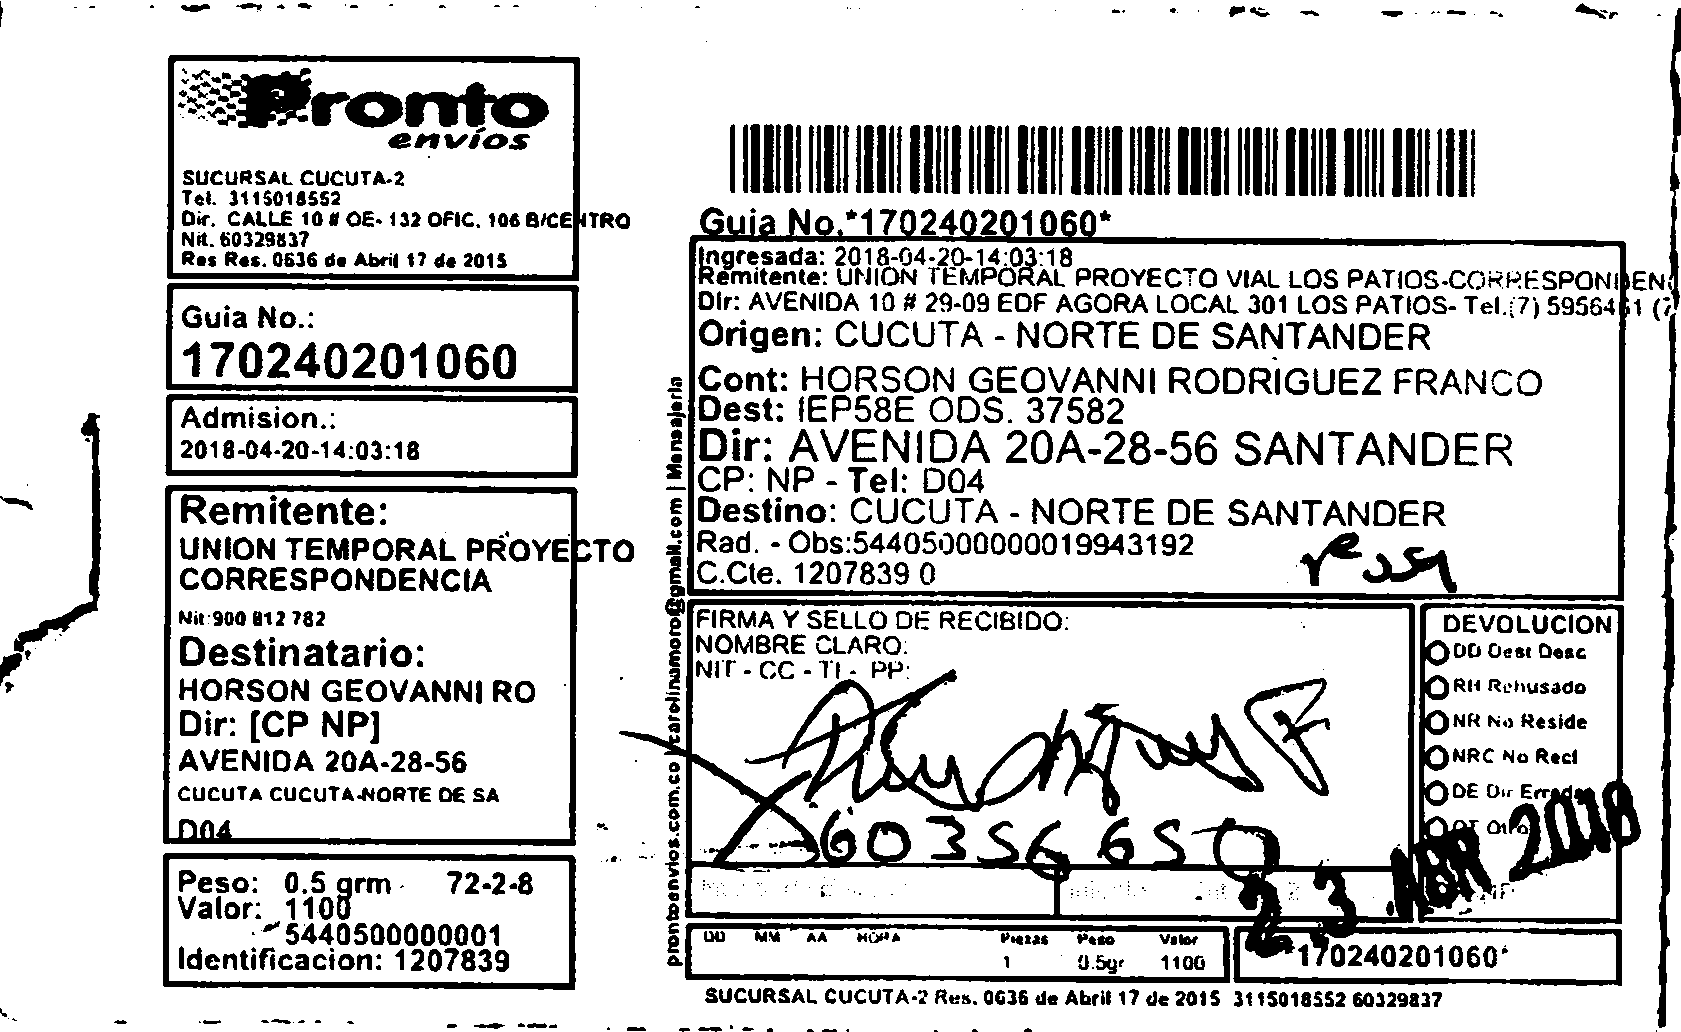 Pronto
envíos
SUCURSAL CUCUTA-2
Tel. 3115018552
Dir. CALLE 10 # OE- 132 OFIC. 106 B/CENTRO
Nit. 60329837
Res Res. 0636 de Abril 17 de 2015
Guia No.:
170240201060
Admision.:
2018-04-20-14:03:18
Remitente:
UNION TEMPORAL PROYECTO
CORRESPONDENCIA
Nit:900 812 782
Destinatario:
HORSON GEOVANNI RO
Dir: [CP NP]
AVENIDA 20A-28-56
CUCUTA CUCUTA-NORTE DE SA
D04
Peso: 0.5 grm 72-2-8
Valor: 1100
5440500000001
Identificacion: 1207839
prontoenvios.com.co | carolinamoro@gmail.com | Mensajeria
Guia No.*170240201060*
Ingresada: 2018-04-20-14:03:18
Remitente: UNION TEMPORAL PROYECTO VIAL LOS PATIOS-CORRESPONDEN
Dir: AVENIDA 10 # 29-09 EDF AGORA LOCAL 301 LOS PATIOS- Tel.(7) 5956461 (7
Origen: CUCUTA - NORTE DE SANTANDER
Cont: HORSON GEOVANNI RODRIGUEZ FRANCO
Dest: IEP58E ODS. 37582
Dir: AVENIDA 20A-28-56 SANTANDER
CP: NP - Tel: D04
Destino: CUCUTA - NORTE DE SANTANDER
Rad. - Obs:54405000000019943192
C.Cte. 1207839 0
FIRMA Y SELLO DE RECIBIDO:
NOMBRE CLARO:
NIT - CC - TI - PP:
60356650
DEVOLUCION
DD Dest Desc
RH Rehusado
NR No Reside
NRC No Recl
DE Dir Errada
OT Otro
23 ABR 2018
DD MM AA HORA Piezas Peso Valor
1 0.5gr 1100
*170240201060*
SUCURSAL CUCUTA-2 Res. 0636 de Abril 17 de 2015 3115018552 60329837